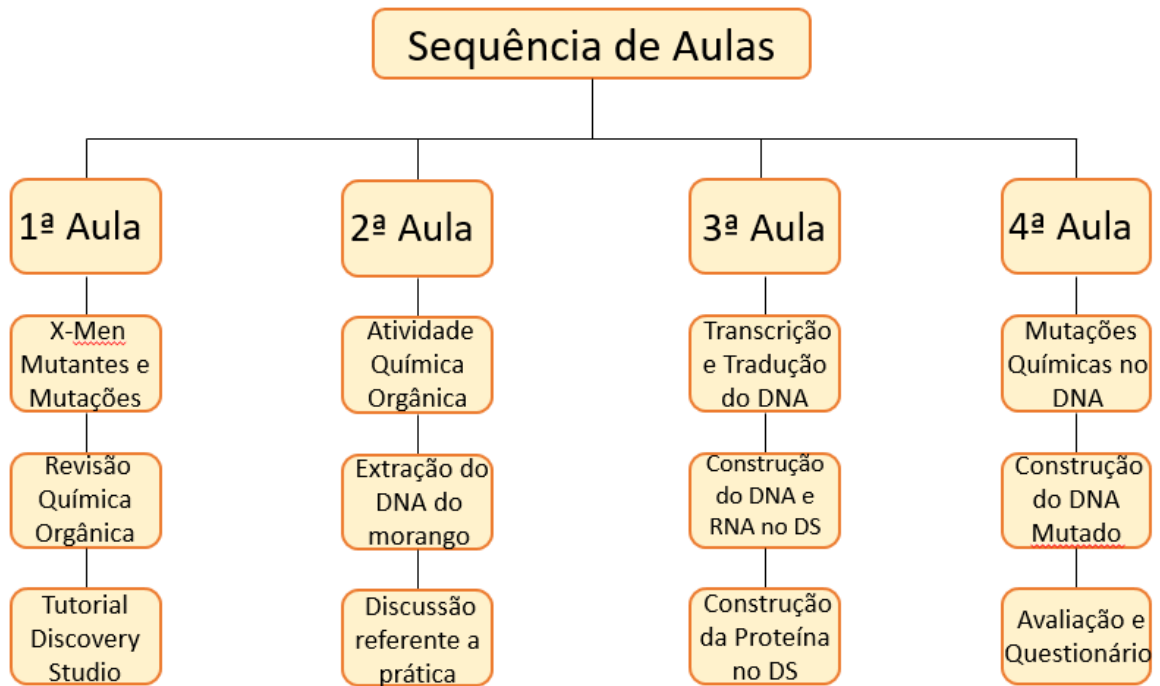 Sequência de Aulas
1ª Aula
X-Men
Mutantes e
Mutações
Revisão
Química
Orgânica
Tutorial
Discovery
Studio
2ª Aula
Atividade
Química
Orgânica
Extração do
DNA do
morango
Discussão
referente a
prática
3ª Aula
Transcrição
e Tradução
do DNA
Construção
do DNA e
RNA no DS
Construção
da Proteína
no DS
4ª Aula
Mutações
Químicas no
DNA
Construção
do DNA
Mutado
Avaliação e
Questionário